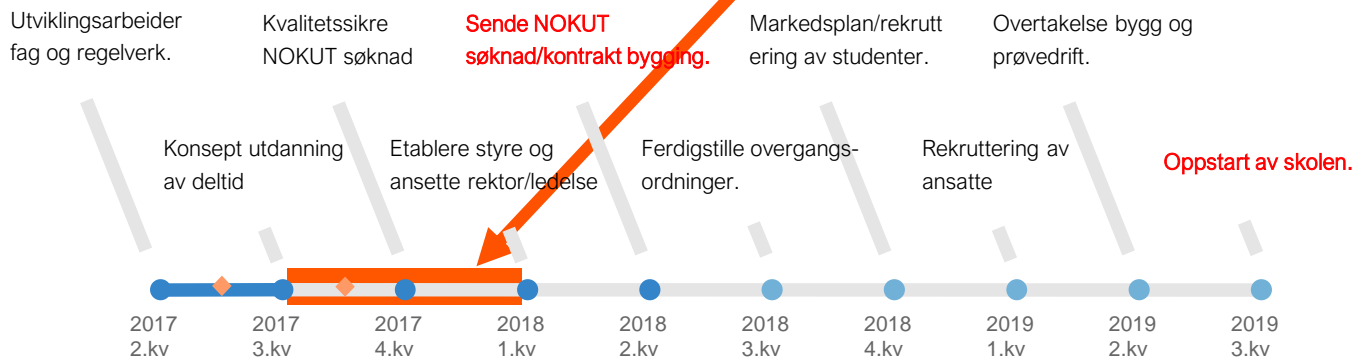 Utviklingsarbeider
fag og regelverk.
Kvalitetssikre
NOKUT søknad
Sende NOKUT
søknad/kontrakt bygging.
Markedsplan/rekrutt
ering av studenter.
Overtakelse bygg og
prøvedrift.
Konsept utdanning
av deltid
Etablere styre og
ansette rektor/ledelse
Ferdigstille overgangs-
ordninger.
Rekruttering av
ansatte
Oppstart av skolen.
2017
2.kv
2017
3.kv
2017
4.kv
2018
1.kv
2018
2.kv
2018
3.kv
2018
4.kv
2019
1.kv
2019
2.kv
2019
3.kv